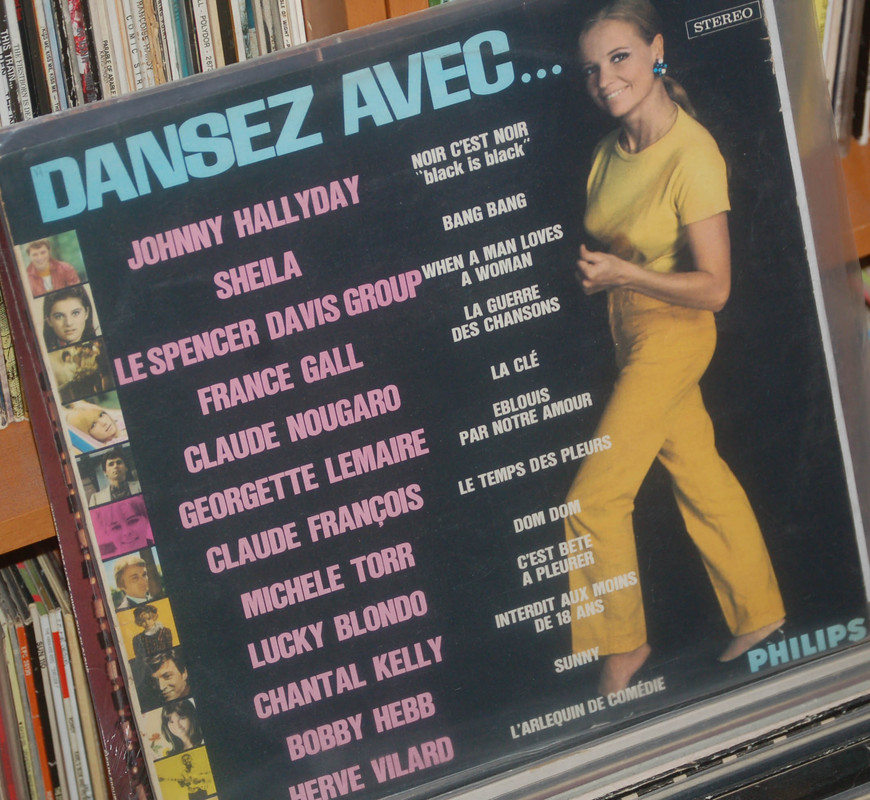 STEREO
DANSEZ AVEC...
JOHNNY HALLYDAY
NOIR C'EST NOIR
"black is black"
SHEILA
BANG BANG
LE SPENCER DAVIS GROUP
WHEN A MAN LOVES
A WOMAN
FRANCE GALL
LA GUERRE
DES CHANSONS
CLAUDE NOUGARO
LA CLÉ
GEORGETTE LEMAIRE
EBLOUIS
PAR NOTRE AMOUR
CLAUDE FRANÇOIS
LE TEMPS DES PLEURS
MICHELE TORR
DOM DOM
LUCKY BLONDO
C'EST BETE
A PLEURER
CHANTAL KELLY
INTERDIT AUX MOINS
DE 18 ANS
BOBBY HEBB
SUNNY
HERVE VILARD
L'ARLEQUIN DE COMÉDIE
PHILIPS